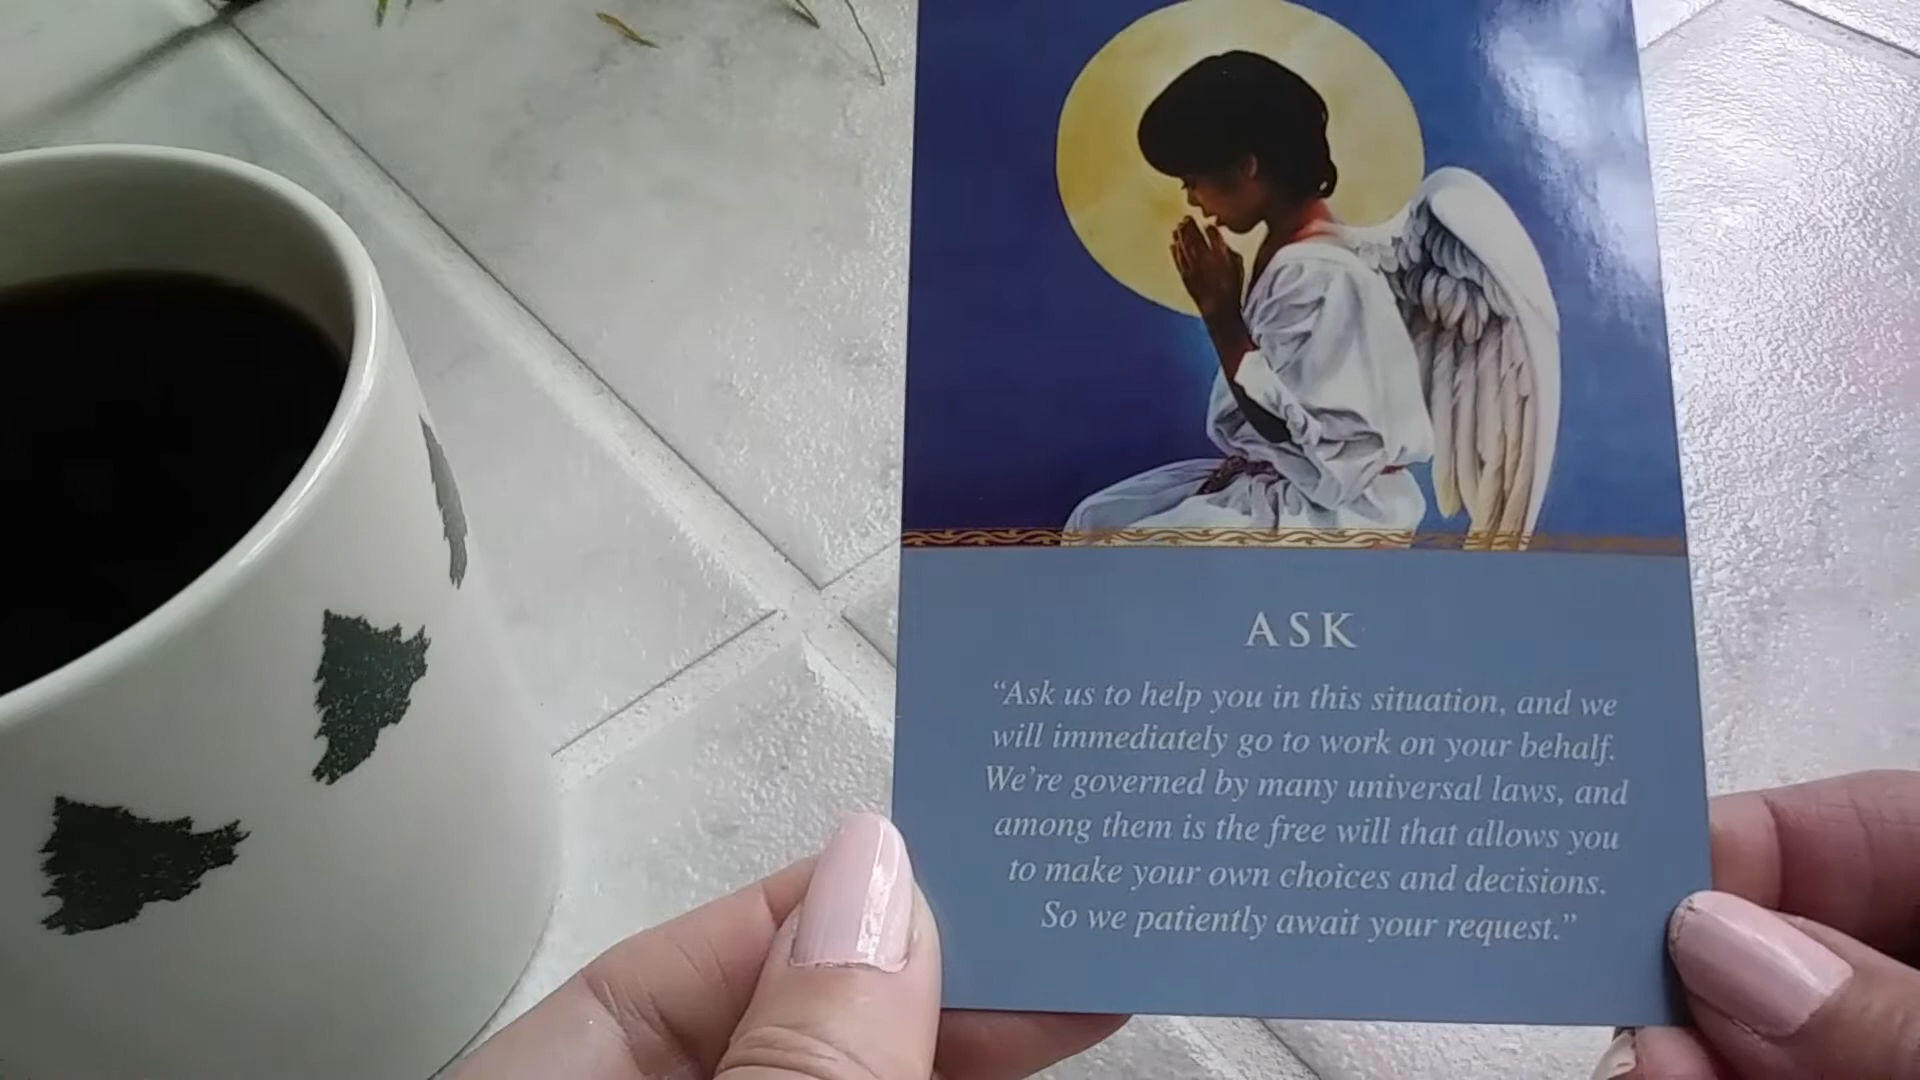 ASK
“Ask us to help you in this situation, and we
will immediately go to work on your behalf.
We’re governed by many universal laws, and
among them is the free will that allows you
to make your own choices and decisions.
So we patiently await your request.”